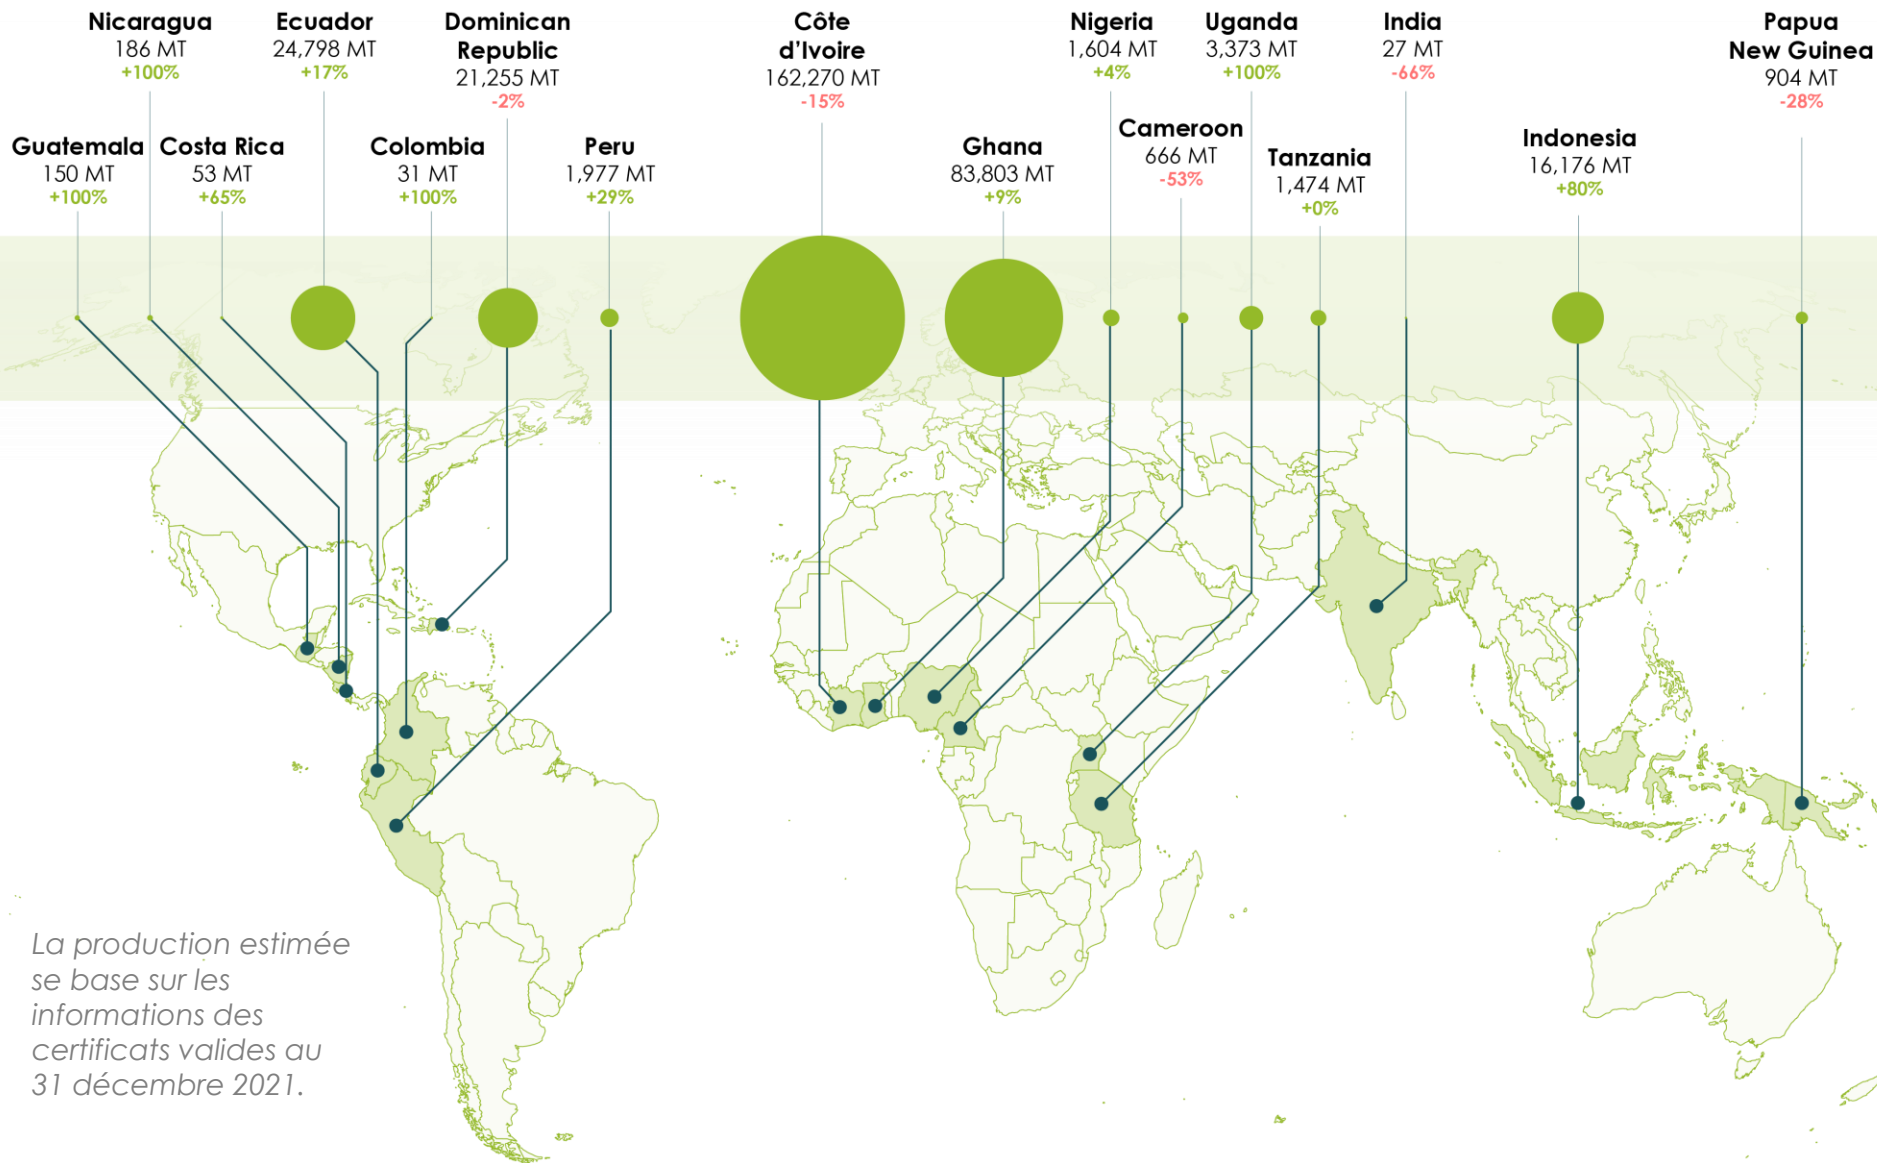 Nicaragua
186 MT
+100%
Ecuador
24,798 MT
+17%
Dominican
Republic
21,255 MT
-2%
Côte
d’Ivoire
162,270 MT
-15%
Nigeria
1,604 MT
+4%
Uganda
3,373 MT
+100%
India
27 MT
-66%
Papua
New Guinea
904 MT
-28%
Guatemala
150 MT
+100%
Costa Rica
53 MT
+65%
Colombia
31 MT
+100%
Peru
1,977 MT
+29%
Ghana
83,803 MT
+9%
Cameroon
666 MT
-53%
Tanzania
1,474 MT
+0%
Indonesia
16,176 MT
+80%
La production estimée
se base sur les
informations des
certificats valides au
31 décembre 2021.